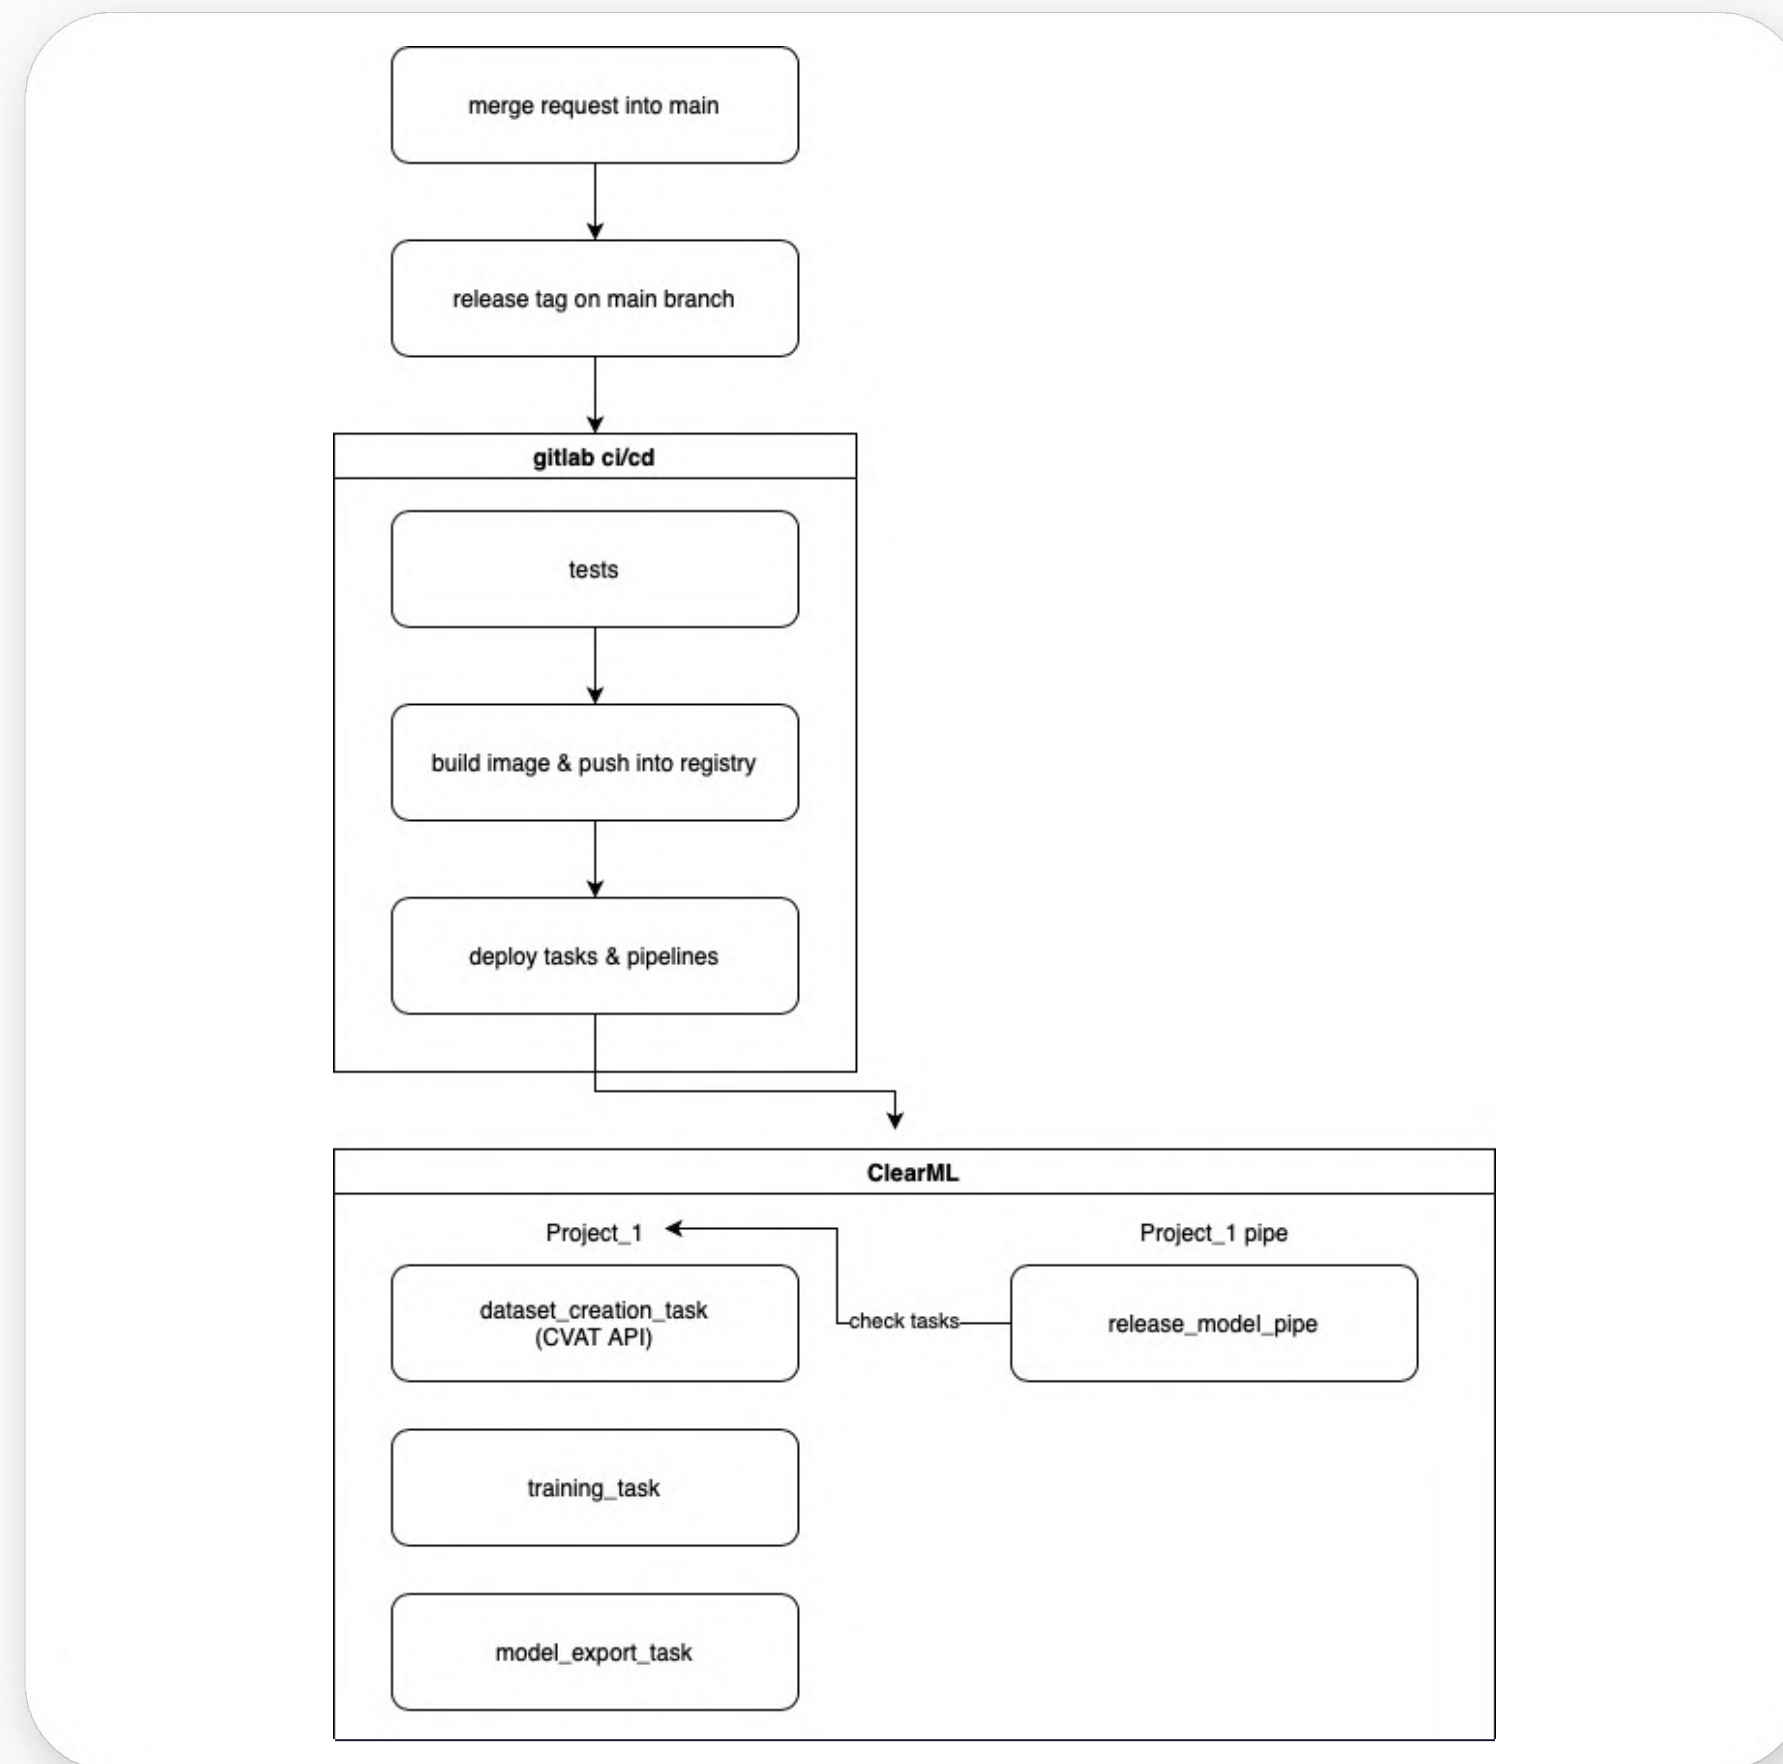 merge request into main
release tag on main branch
gitlab ci/cd
tests
build image & push into registry
deploy tasks & pipelines
ClearML
Project_1
Project_1 pipe
dataset_creation_task
(CVAT API)
check tasks
release_model_pipe
training_task
model_export_task